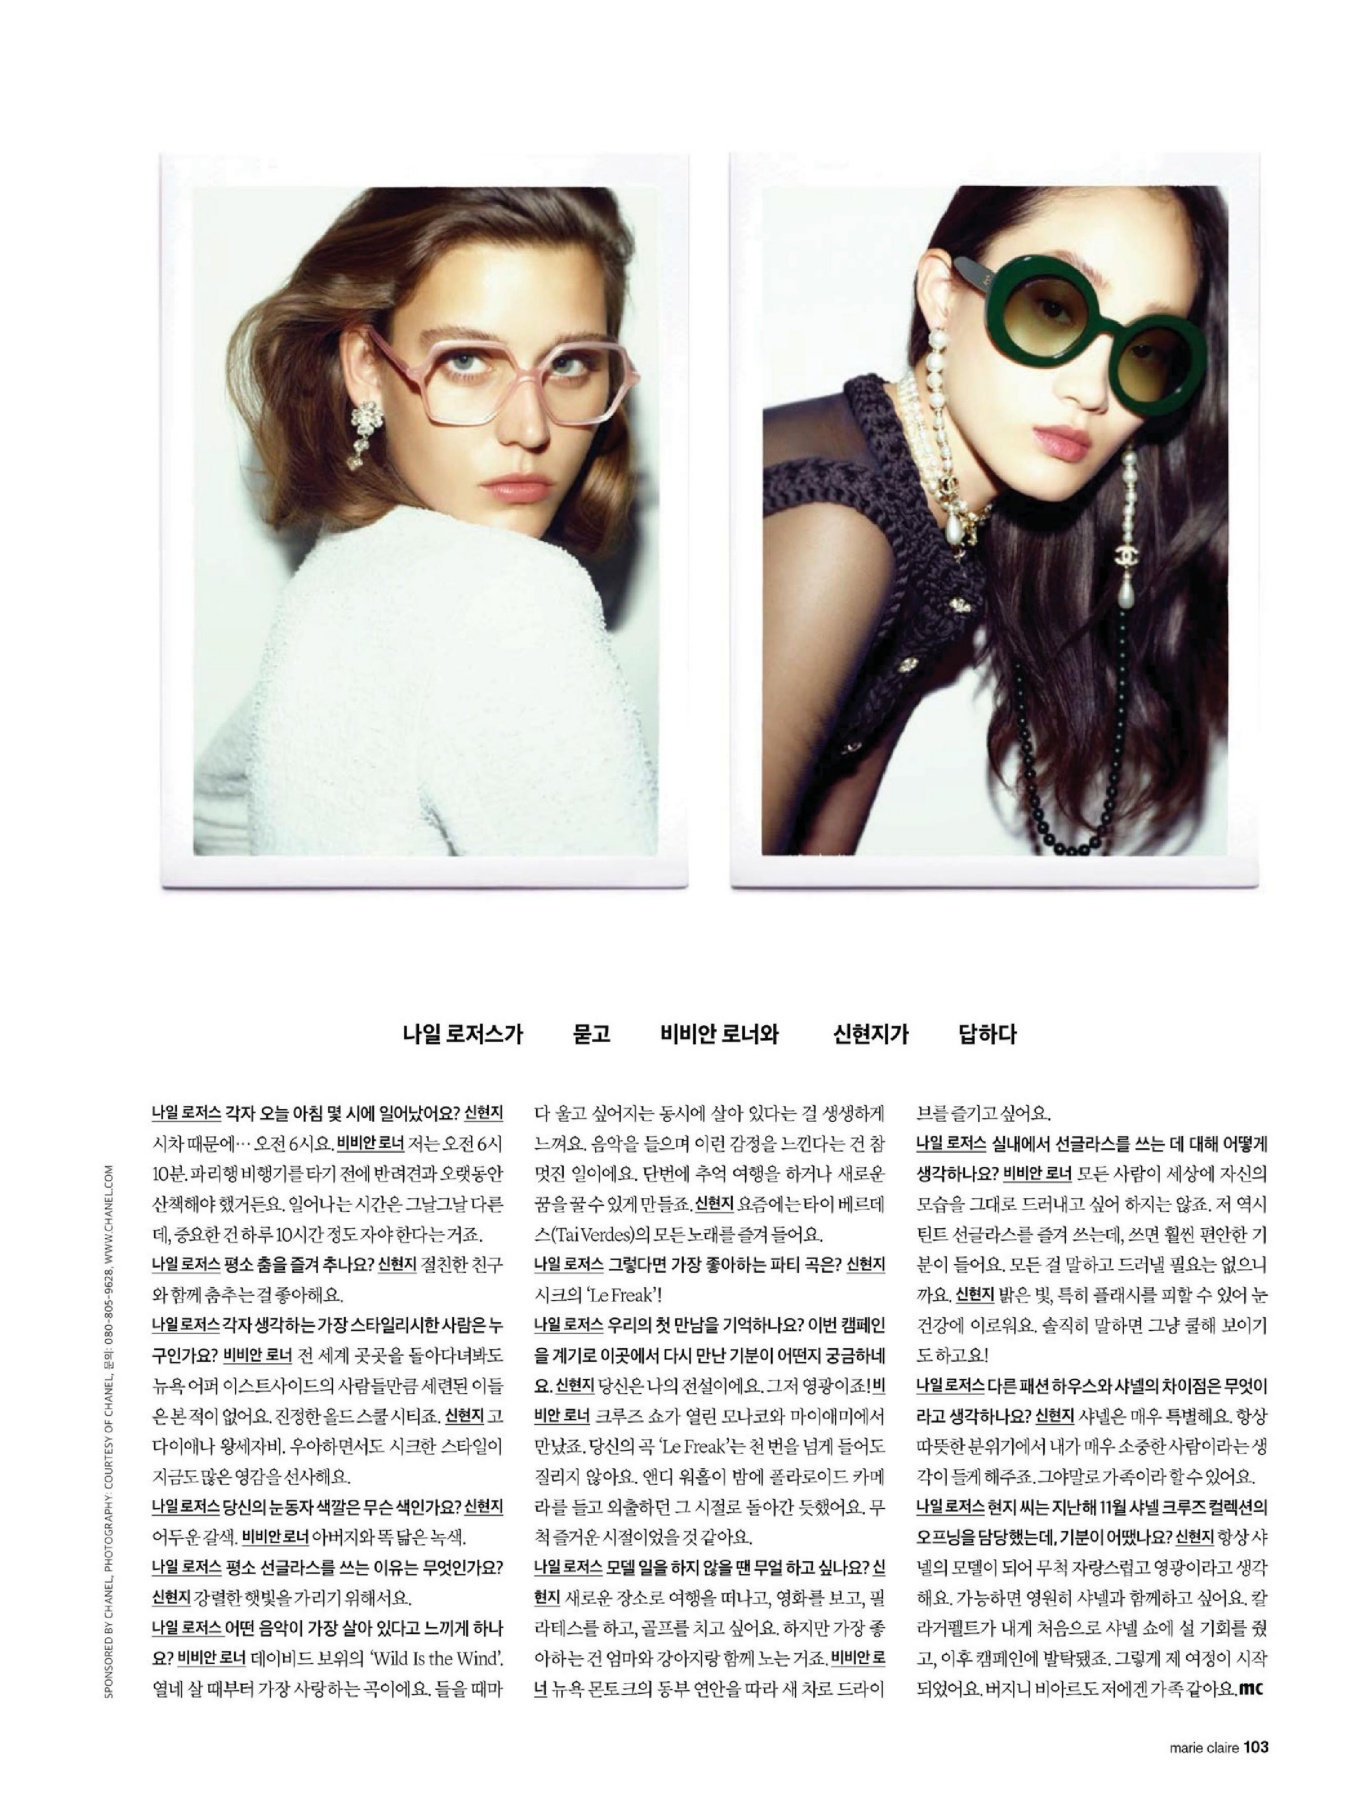 나일 로저스가 묻고 비비안 로너와 신현지가 답하다
나일 로저스 각자 오늘 아침 몇 시에 일어났어요? 신현지
시차 때문에… 오전 6시요. 비비안 로너 저는 오전 6시
10분. 파리행 비행기를 타기 전에 반려견과 오랫동안
산책해야 했거든요. 일어나는 시간은 그날그날 다른
데, 중요한 건 하루 10시간 정도 자야 한다는 거죠.
나일 로저스 평소 춤을 즐겨 추나요? 신현지 절친한 친구
와 함께 춤추는 걸 좋아해요.
나일 로저스 각자 생각하는 가장 스타일리시한 사람은 누
구인가요? 비비안 로너 전 세계 곳곳을 돌아다녀봐도
뉴욕 어퍼 이스트사이드의 사람들만큼 세련된 이들
은 본 적이 없어요. 진정한 올드 스쿨 시티죠. 신현지 고
다이애나 왕세자비. 우아하면서도 시크한 스타일이
지금도 많은 영감을 선사해요.
나일 로저스 당신의 눈동자 색깔은 무슨 색인가요? 신현지
어두운 갈색. 비비안 로너 아버지와 똑 닮은 녹색.
나일 로저스 평소 선글라스를 쓰는 이유는 무엇인가요?
신현지 강렬한 햇빛을 가리기 위해서요.
나일 로저스 어떤 음악이 가장 살아 있다고 느끼게 하나
요? 비비안 로너 데이비드 보위의 ‘Wild Is the Wind’.
열네 살 때부터 가장 사랑하는 곡이에요. 들을 때마
다 울고 싶어지는 동시에 살아 있다는 걸 생생하게
느껴요. 음악을 들으며 이런 감정을 느낀다는 건 참
멋진 일이에요. 단번에 추억 여행을 하거나 새로운
꿈을 꿀 수 있게 만들죠. 신현지 요즘에는 타이 베르데
스(Tai Verdes)의 모든 노래를 즐겨 들어요.
나일 로저스 그렇다면 가장 좋아하는 파티 곡은? 신현지
시크의 ‘Le Freak’!
나일 로저스 우리의 첫 만남을 기억하나요? 이번 캠페인
을 계기로 이곳에서 다시 만난 기분이 어떤지 궁금하네
요. 신현지 당신은 나의 전설이에요. 그저 영광이죠! 비
비안 로너 크루즈 쇼가 열린 모나코와 마이애미에서
만났죠. 당신의 곡 ‘Le Freak’는 천 번을 넘게 들어도
질리지 않아요. 앤디 워홀이 밤에 폴라로이드 카메
라를 들고 외출하던 그 시절로 돌아간 듯했어요. 무
척 즐거운 시절이었을 것 같아요.
나일 로저스 모델 일을 하지 않을 땐 무얼 하고 싶나요? 신
현지 새로운 장소로 여행을 떠나고, 영화를 보고, 필
라테스를 하고, 골프를 치고 싶어요. 하지만 가장 좋
아하는 건 엄마와 강아지랑 함께 노는 거죠. 비비안 로
너 뉴욕 몬토크의 동부 연안을 따라 새 차로 드라이
브를 즐기고 싶어요.
나일 로저스 실내에서 선글라스를 쓰는 데 대해 어떻게
생각하나요? 비비안 로너 모든 사람이 세상에 자신의
모습을 그대로 드러내고 싶어 하지는 않죠. 저 역시
틴트 선글라스를 즐겨 쓰는데, 쓰면 훨씬 편안한 기
분이 들어요. 모든 걸 말하고 드러낼 필요는 없으니
까요. 신현지 밝은 빛, 특히 플래시를 피할 수 있어 눈
건강에 이로워요. 솔직히 말하면 그냥 쿨해 보이기
도 하고요!
나일 로저스 다른 패션 하우스와 샤넬의 차이점은 무엇이
라고 생각하나요? 신현지 샤넬은 매우 특별해요. 항상
따뜻한 분위기에서 내가 매우 소중한 사람이라는 생
각이 들게 해주죠. 그야말로 가족이라 할 수 있어요.
나일 로저스 현지 씨는 지난해 11월 샤넬 크루즈 컬렉션의
오프닝을 담당했는데, 기분이 어땠나요? 신현지 항상 샤
넬의 모델이 되어 무척 자랑스럽고 영광이라고 생각
해요. 가능하면 영원히 샤넬과 함께하고 싶어요. 칼
라거펠트가 내게 처음으로 샤넬 쇼에 설 기회를 줬
고, 이후 캠페인에 발탁됐죠. 그렇게 제 여정이 시작
되었어요. 버지니 비아르도 저에겐 가족 같아요. mc
SPONSORED BY CHANEL, PHOTOGRAPHY: COURTESY OF CHANEL, 문의: 080-805-9628, WWW.CHANEL.COM
marie claire 103